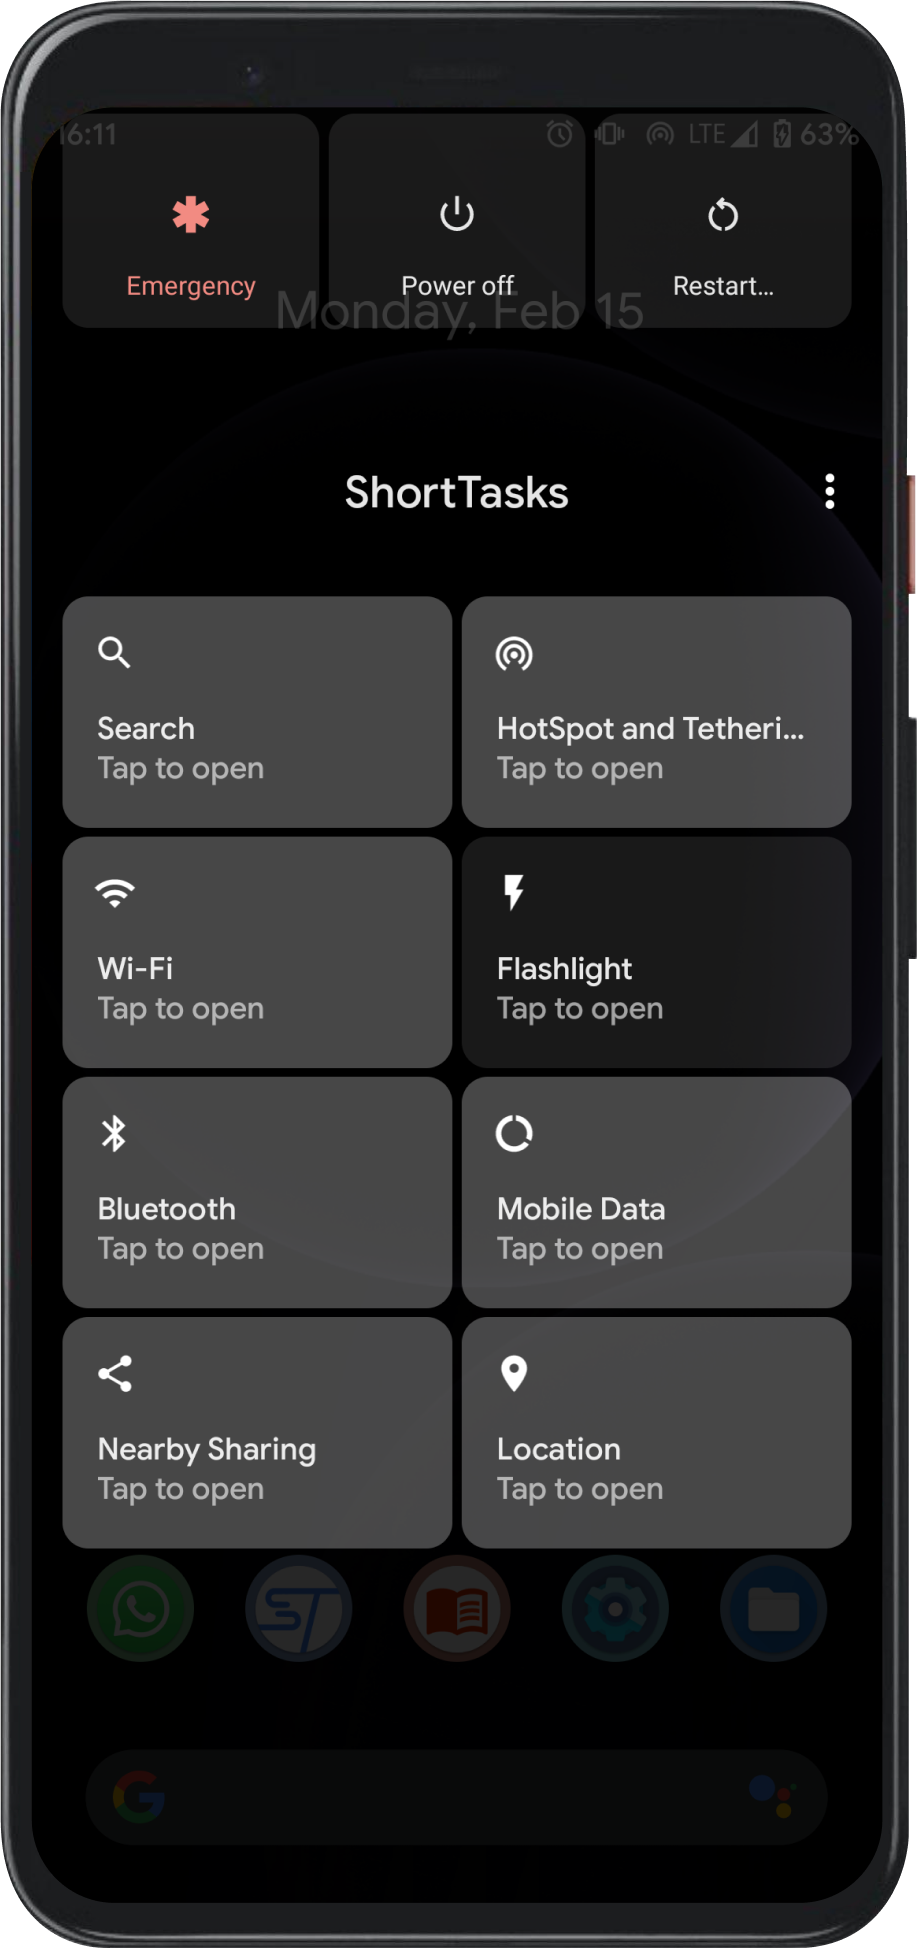 16:11 LTE 63%
Emergency
Power off
Restart...
Monday, Feb 15
ShortTasks
Search
Tap to open
HotSpot and Tetheri...
Tap to open
Wi-Fi
Tap to open
Flashlight
Tap to open
Bluetooth
Tap to open
Mobile Data
Tap to open
Nearby Sharing
Tap to open
Location
Tap to open
ST
G